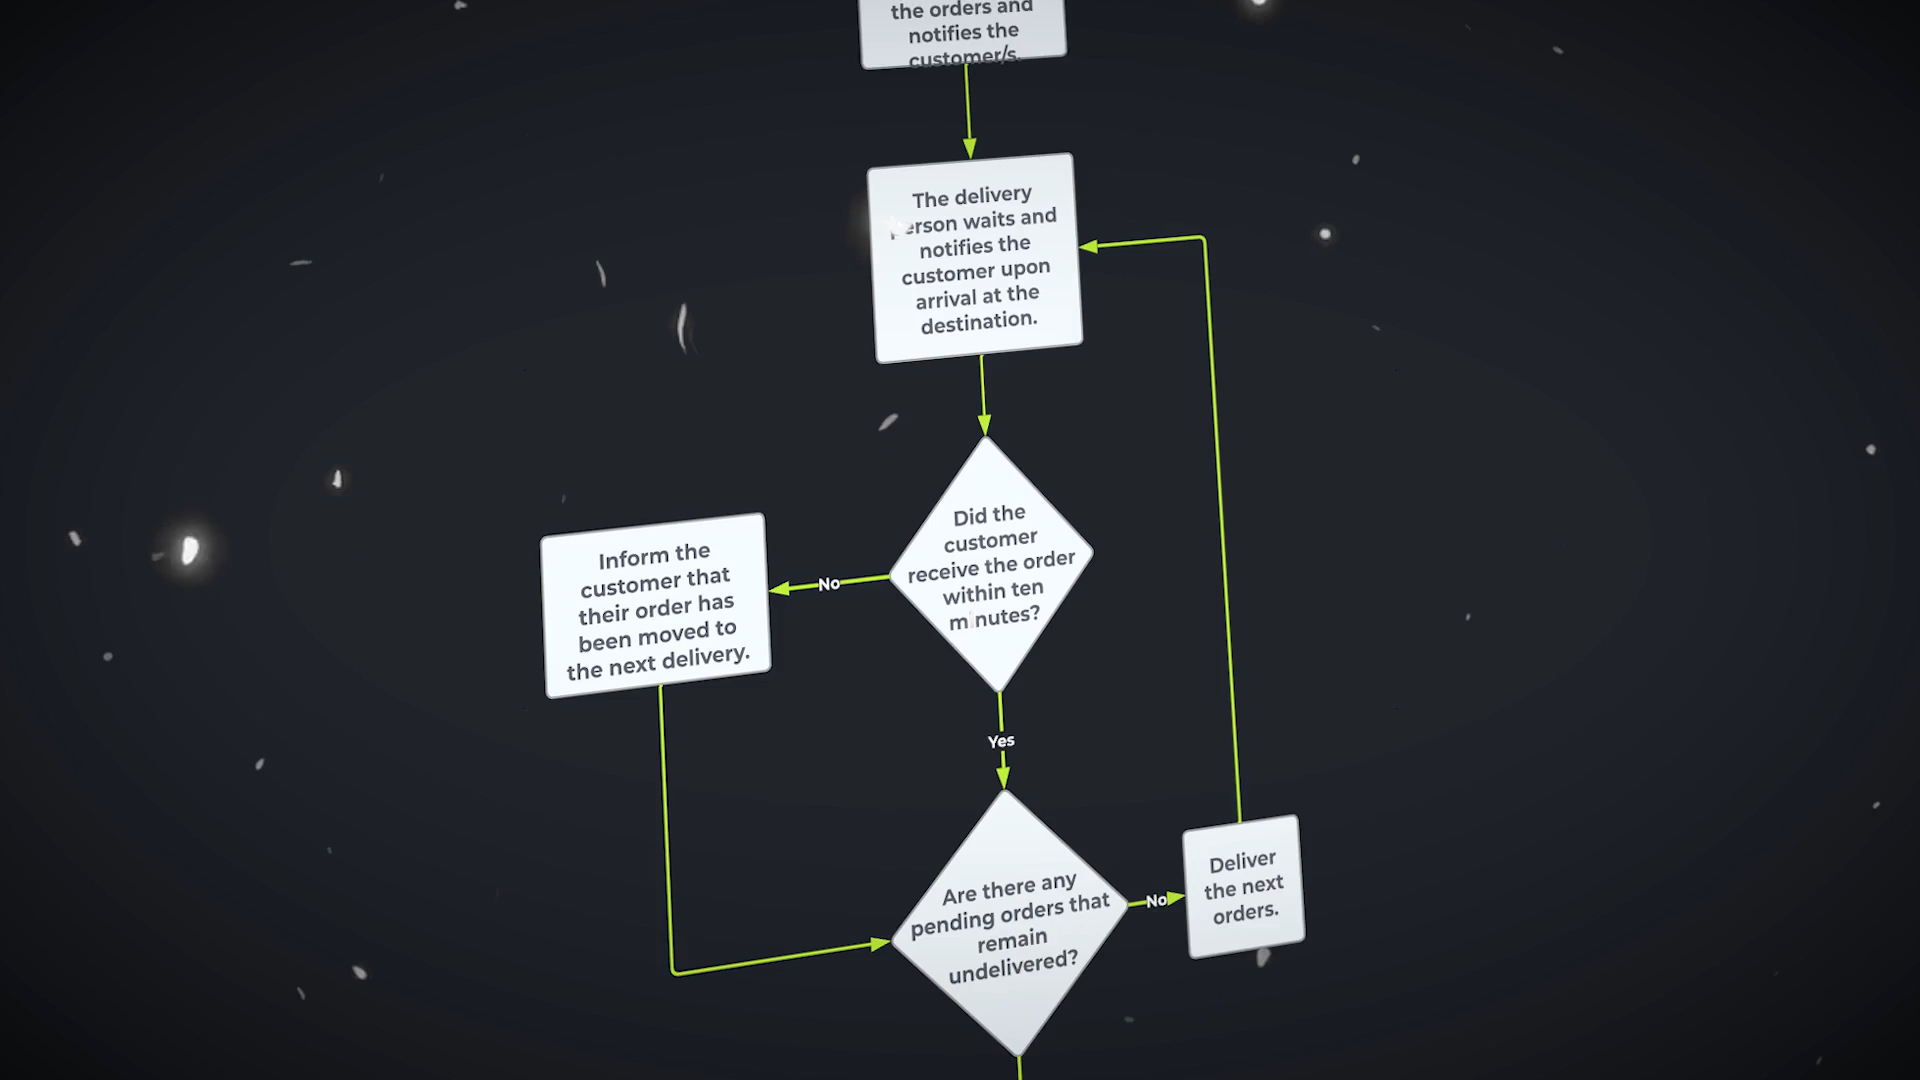 the orders and
notifies the
customer/s.
The delivery
person waits and
notifies the
customer upon
arrival at the
destination.
Did the
customer
receive the order
within ten
minutes?
No
Inform the
customer that
their order has
been moved to
the next delivery.
Yes
Are there any
pending orders that
remain
undelivered?
No
Deliver
the next
orders.